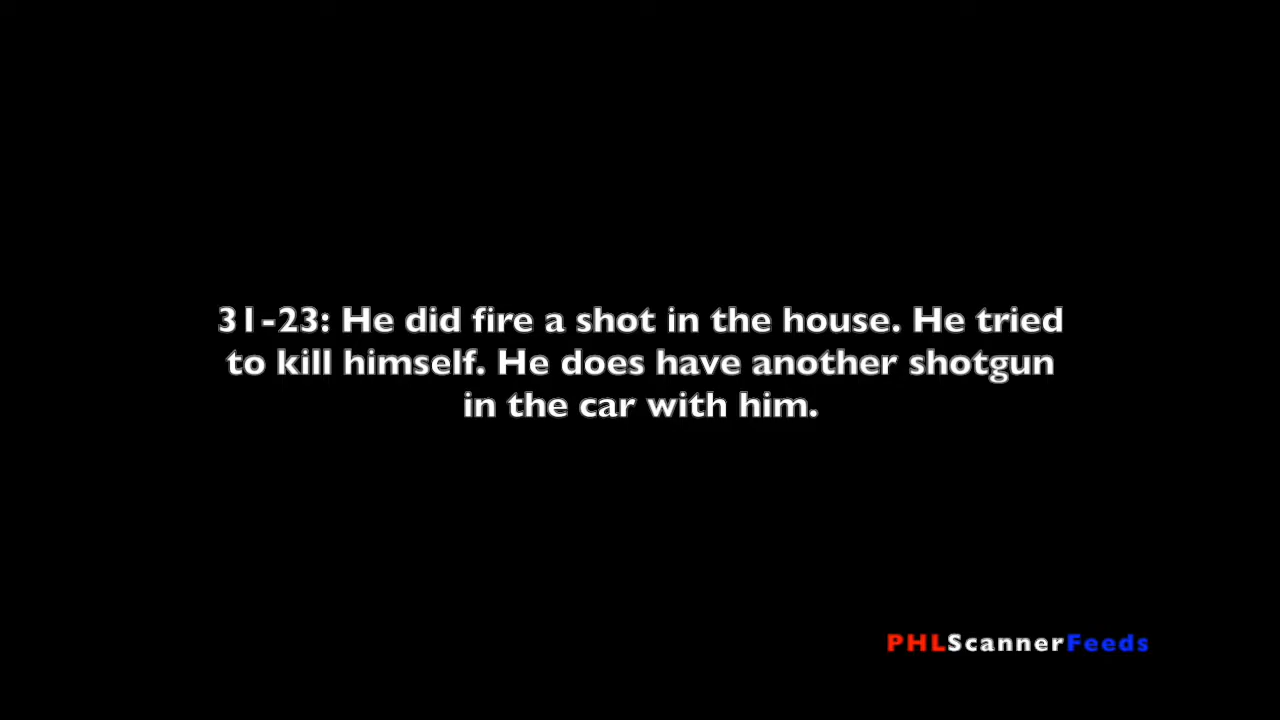 31-23: He did fire a shot in the house. He tried
to kill himself. He does have another shotgun
in the car with him.
PHLScannerFeeds